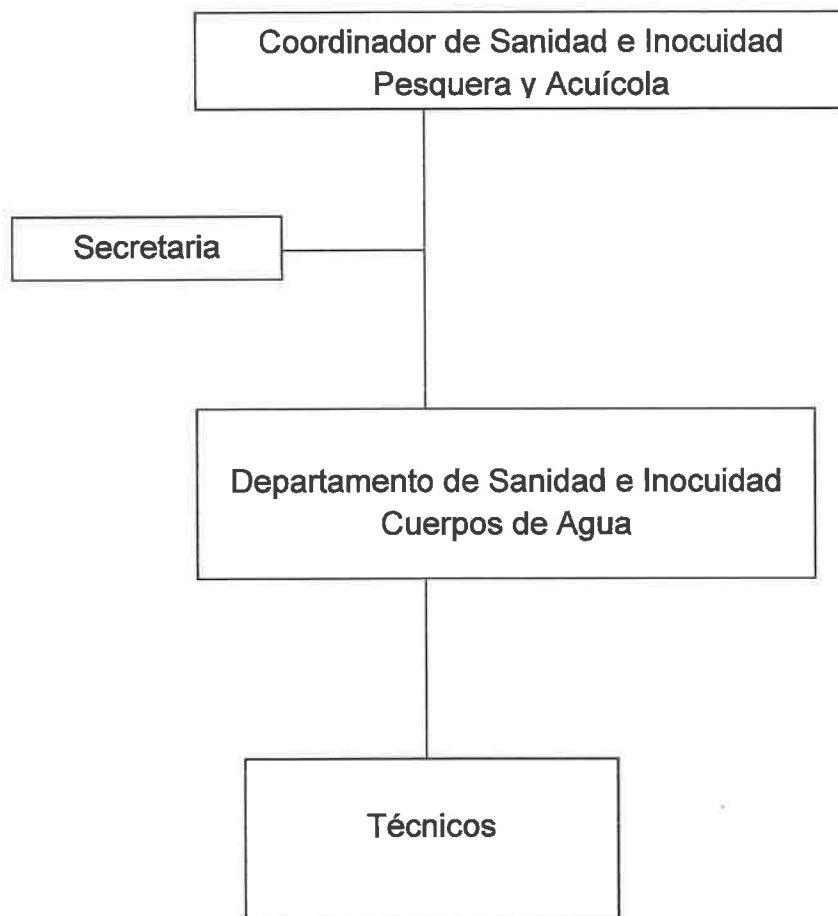 Coordinador de Sanidad e Inocuidad
Pesquera y Acuícola
Secretaria
Departamento de Sanidad e Inocuidad
Cuerpos de Agua
Técnicos